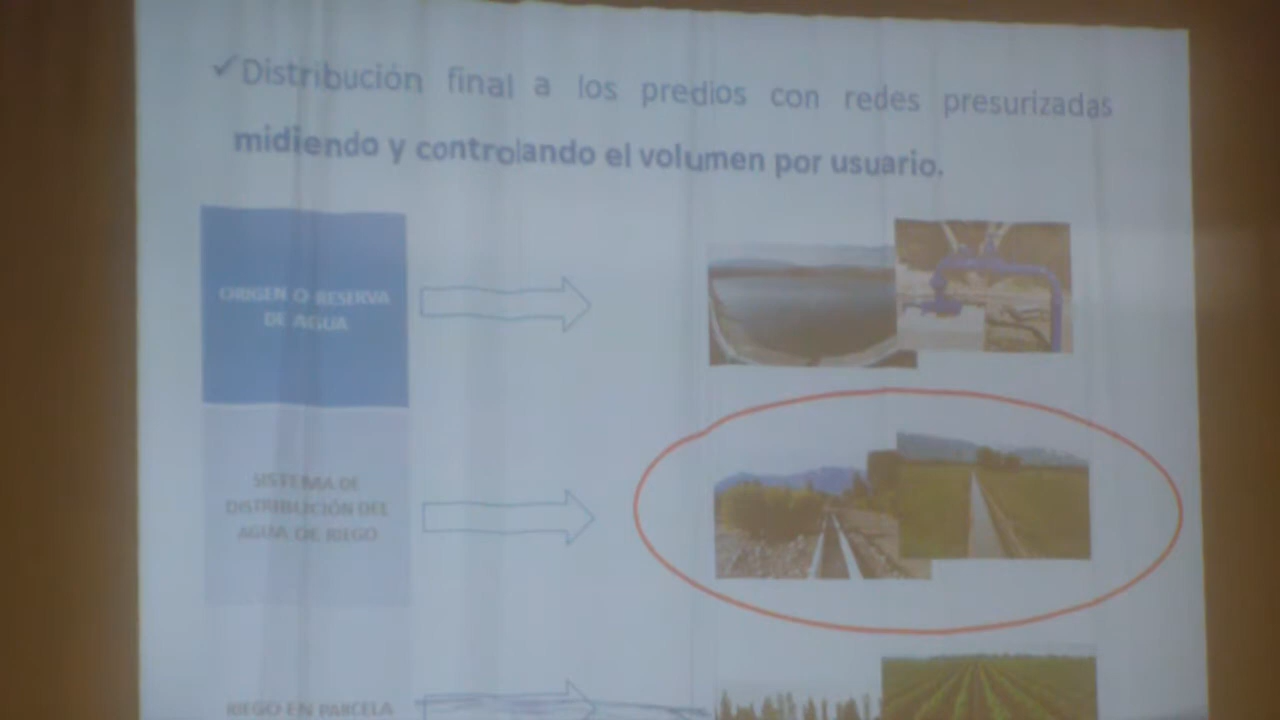 ✓Distribución final a los predios con redes presurizadas
midiendo y controlando el volumen por usuario.
ORIGEN O RESERVA
DE AGUA
SISTEMA DE
DISTRIBUCIÓN DEL
AGUA DE RIEGO
RIEGO EN PARCELA